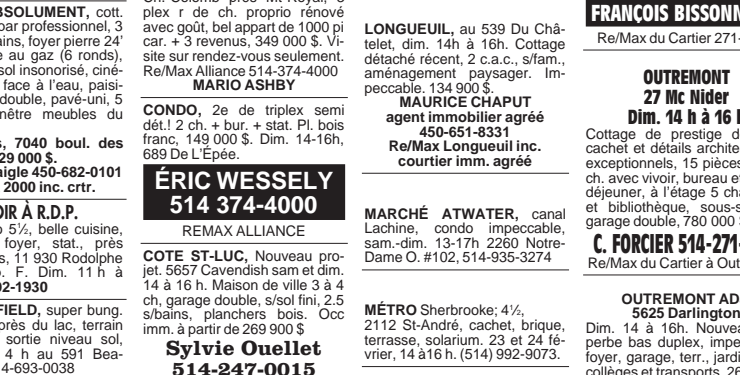 BSOLUMENT, cott.
par professionnel, 3
ains, foyer pierre 24'
e au gaz (6 ronds),
sol insonorisé, ciné-
face à l'eau, paisi-
double, pavé-uni, 5
nêtre meubles du
s, 7040 boul. des
29 000 $.
aigle 450-682-0101
2000 inc. crtr.
OIR À R.D.P.
o 5½, belle cuisine,
foyer, stat., près
s, 11 930 Rodolphe
o. F. Dim. 11 h à
02-1930
FIELD, super bung.
près du lac, terrain
sortie niveau sol,
4 h au 591 Bea-
4-693-0038
plex r de ch. proprio rénové
avec goût, bel appart de 1000 pi
car. + 3 revenus, 349 000 $. Vi-
site sur rendez-vous seulement.
Re/Max Alliance 514-374-4000
MARIO ASHBY
CONDO, 2e de triplex semi
dét.! 2 ch. + bur. + stat. Pl. bois
franc, 149 000 $. Dim. 14-16h,
689 De L'Épée.
ÉRIC WESSELY
514 374-4000
REMAX ALLIANCE
COTE ST-LUC, Nouveau pro-
jet. 5657 Cavendish sam et dim.
14 à 16 h. Maison de ville 3 à 4
ch, garage double, s/sol fini, 2.5
s/bains, planchers bois. Occ
imm. à partir de 269 900 $
Sylvie Ouellet
514-247-0015
LONGUEUIL, au 539 Du Châ-
telet, dim. 14h à 16h. Cottage
détaché récent, 2 c.a.c., s/fam.,
aménagement paysager. Im-
peccable. 134 900 $.
MAURICE CHAPUT
agent immobilier agréé
450-651-8331
Re/Max Longueuil inc.
courtier imm. agréé
MARCHÉ ATWATER, canal
Lachine, condo impeccable,
sam.-dim. 13-17h 2260 Notre-
Dame O. #102, 514-935-3274
MÉTRO Sherbrooke; 4½,
2112 St-André, cachet, brique,
terrasse, solarium. 23 et 24 fé-
vrier, 14 à16 h. (514) 992-9073.
FRANÇOIS BISSONN
Re/Max du Cartier 271-
OUTREMONT
27 Mc Nider
Dim. 14 h à 16 h
Cottage de prestige d
cachet et détails archite
exceptionnels, 15 pièces
ch. avec vivoir, bureau et
déjeuner, à l'étage 5 cha
et bibliothèque, sous-s
garage double, 780 000 $
C. FORCIER 514-271-
Re/Max du Cartier à Out
OUTREMONT AD
5625 Darlington
Dim. 14 à 16h. Nouvea
perbe bas duplex, impe
foyer, garage, terr., jardi
collèges et transports. 26